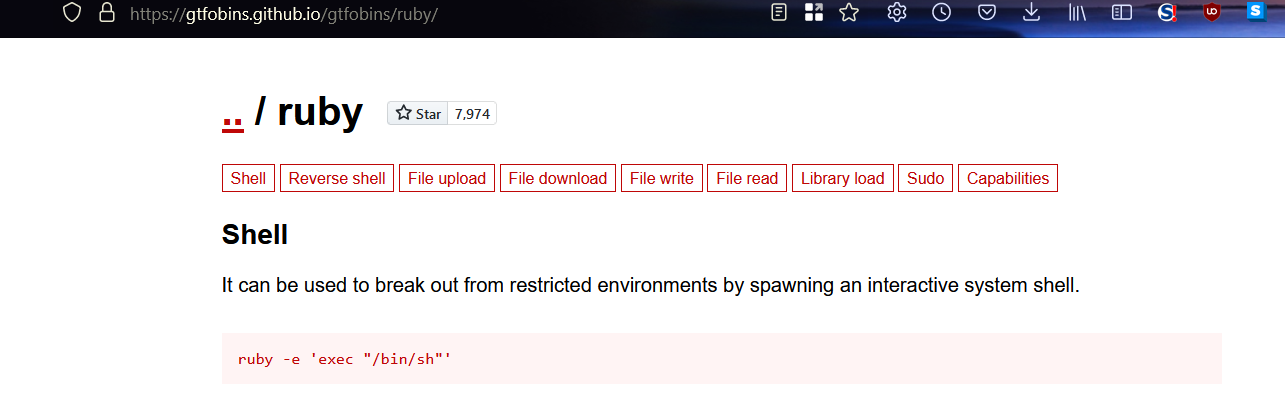 https://gtfobins.github.io/gtfobins/ruby/
.. / ruby Star 7,974
Shell Reverse shell File upload File download File write File read Library load Sudo Capabilities
Shell
It can be used to break out from restricted environments by spawning an interactive system shell.
ruby -e 'exec "/bin/sh"'